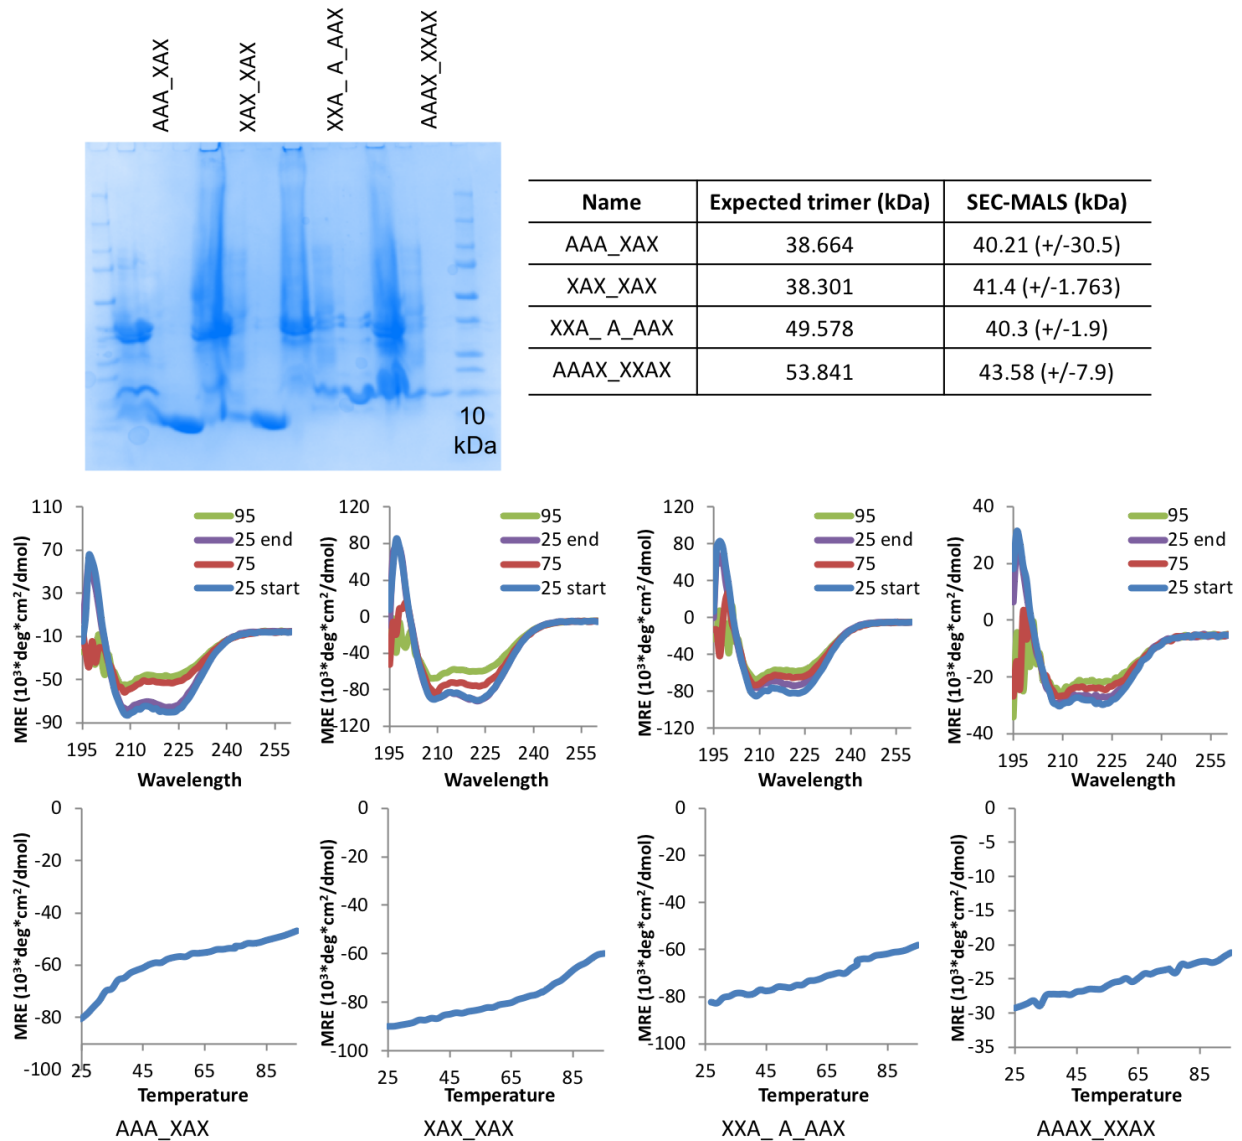 AAA_XAX
XAX_XAX
XXA_ A_AAX
AAAX_XXAX
10
kDa
Name Expected trimer (kDa) SEC-MALS (kDa)
AAA_XAX 38.664 40.21 (+/-30.5)
XAX_XAX 38.301 41.4 (+/-1.763)
XXA_ A_AAX 49.578 40.3 (+/-1.9)
AAAX_XXAX 53.841 43.58 (+/-7.9)
MRE (10³*deg*cm²/dmol)
110
70
30
-10
-50
-90
195 210 225 240 255
Wavelength
95
25 end
75
25 start
MRE (10³*deg*cm²/dmol)
120
80
40
0
-40
-80
-120
195 210 225 240 255
Wavelength
95
25 end
75
25 start
MRE (10³*deg*cm²/dmol)
120
80
40
0
-40
-80
-120
195 210 225 240 255
Wavelength
95
25 end
75
25 start
MRE (10³*deg*cm²/dmol)
40
20
0
-20
-40
195 210 225 240 255
Wavelength
95
25 end
75
25 start
MRE (10³*deg*cm²/dmol)
0
-20
-40
-60
-80
-100
25 45 65 85
Temperature
AAA_XAX
MRE (10³*deg*cm²/dmol)
0
-20
-40
-60
-80
-100
25 45 65 85
Temperature
XAX_XAX
MRE (10³*deg*cm²/dmol)
0
-20
-40
-60
-80
-100
25 45 65 85
Temperature
XXA_ A_AAX
MRE (10³*deg*cm²/dmol)
0
-5
-10
-15
-20
-25
-30
-35
25 45 65 85
Temperature
AAAX_XXAX